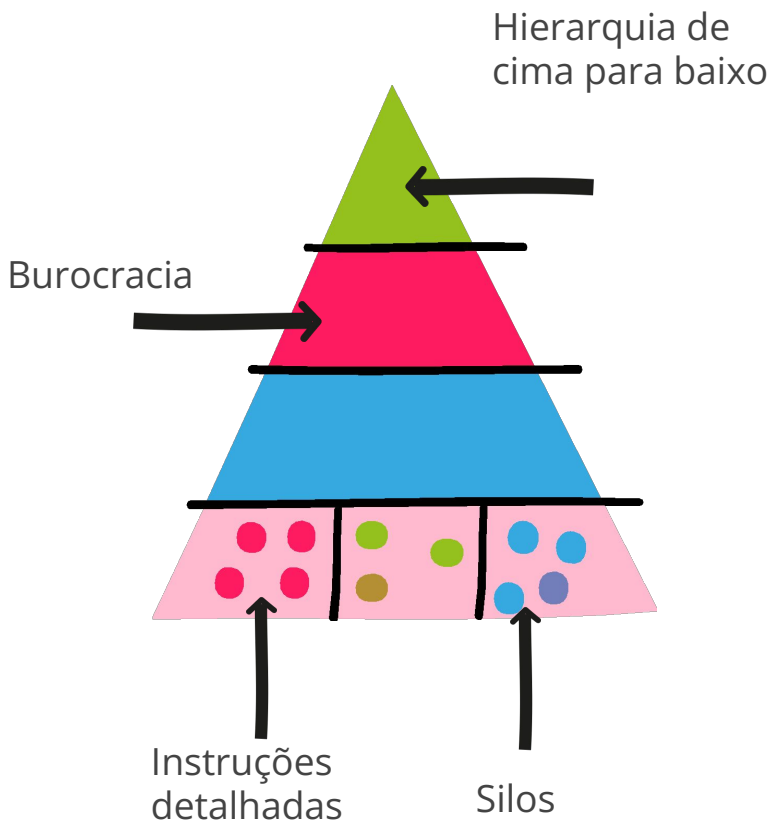 Hierarquia de
cima para baixo
Burocracia
Instruções
detalhadas
Silos